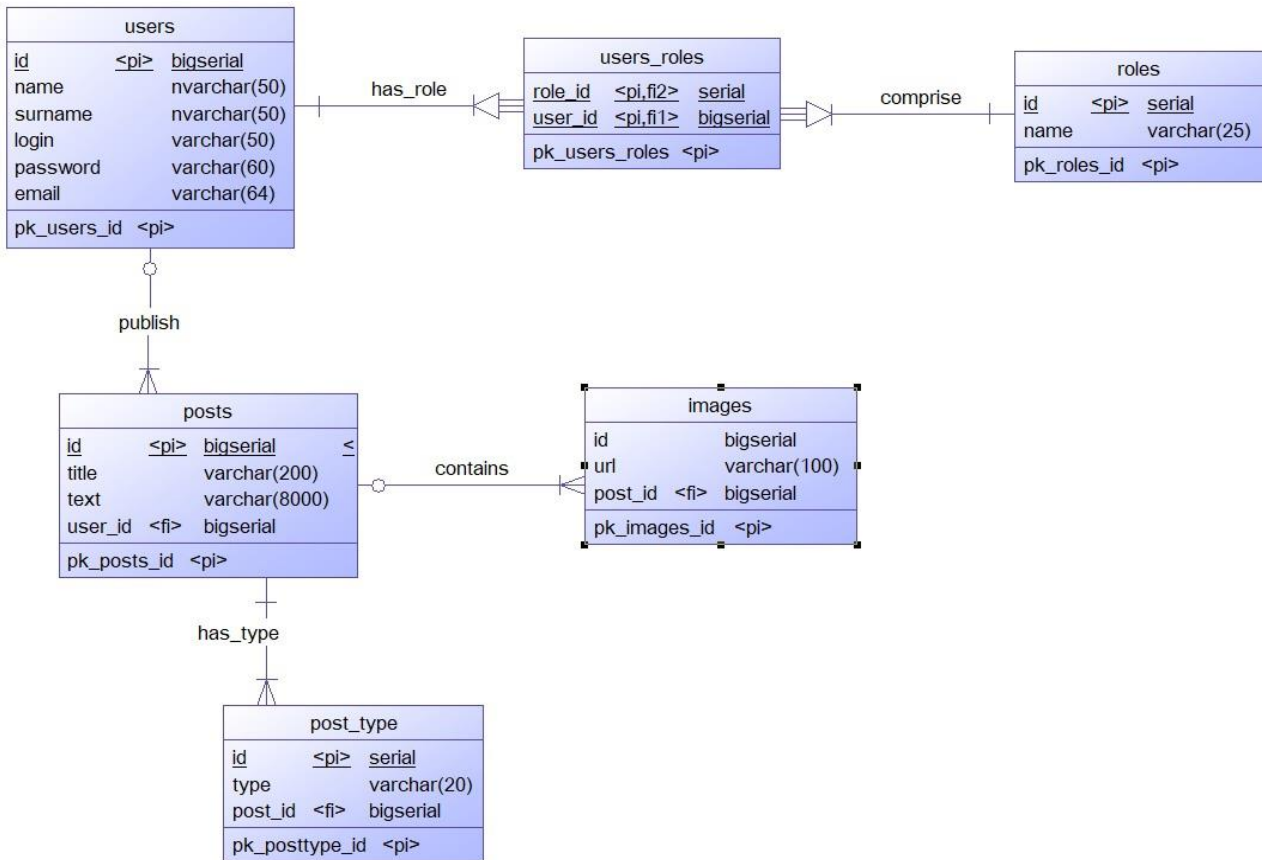 users
id <pi> bigserial
name nvarchar(50)
surname nvarchar(50)
login varchar(50)
password varchar(60)
email varchar(64)
pk_users_id <pi>
has_role
users_roles
role_id <pi,fi2> serial
user_id <pi,fi1> bigserial
pk_users_roles <pi>
comprise
roles
id <pi> serial
name varchar(25)
pk_roles_id <pi>
publish
posts
id <pi> bigserial <
title varchar(200)
text varchar(8000)
user_id <fi> bigserial
pk_posts_id <pi>
contains
images
id bigserial
url varchar(100)
post_id <fi> bigserial
pk_images_id <pi>
has_type
post_type
id <pi> serial
type varchar(20)
post_id <fi> bigserial
pk_posttype_id <pi>